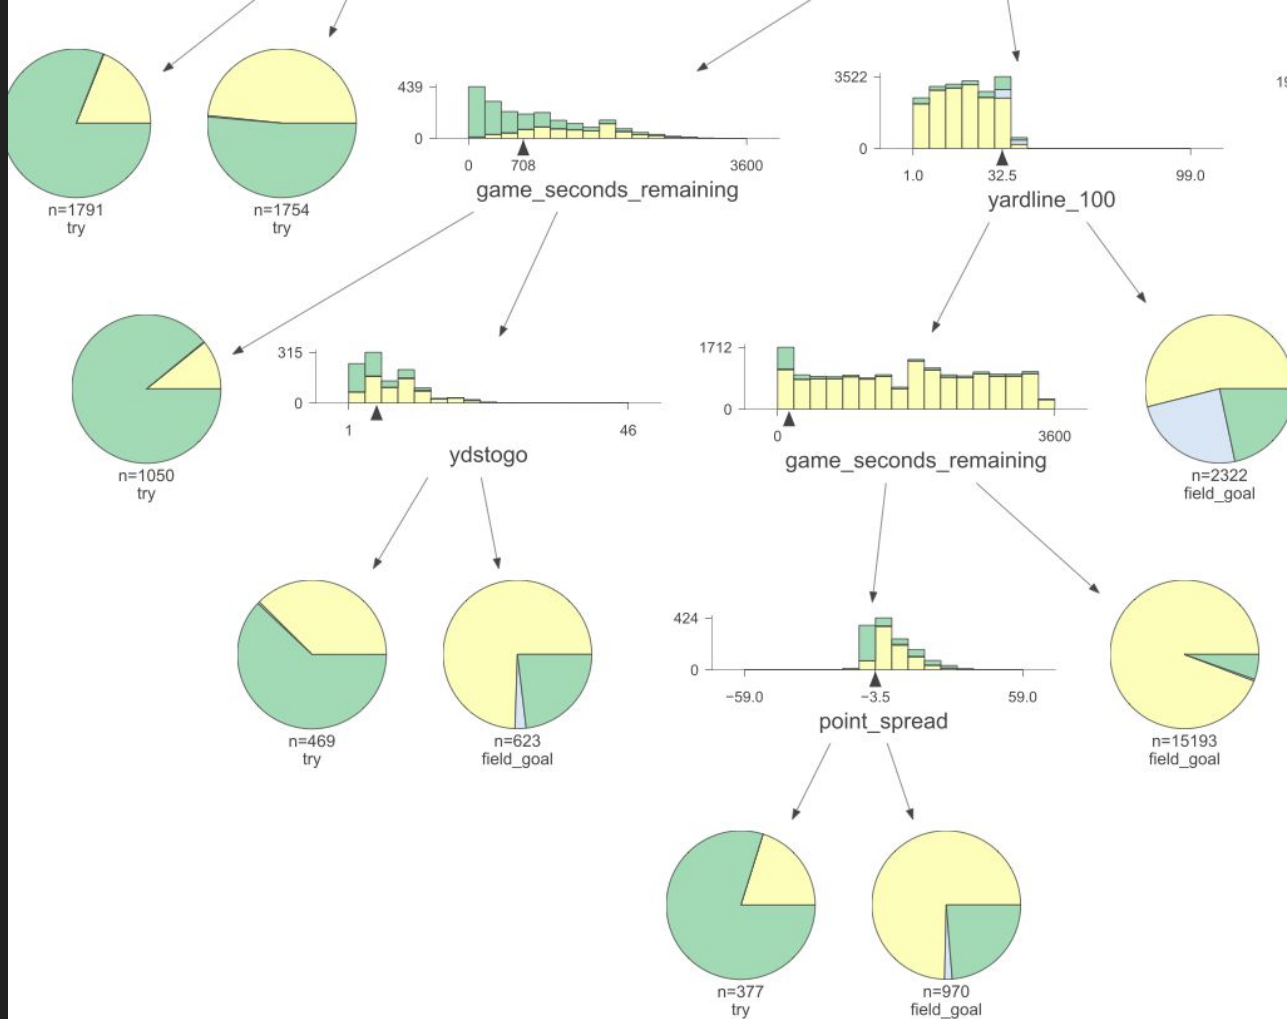 439
0
0
708
3600
game_seconds_remaining
3522
0
1.0
32.5
99.0
yardline_100
n=1791
try
n=1754
try
n=1050
try
315
0
1
46
ydstogo
1712
0
0
3600
game_seconds_remaining
n=2322
field_goal
n=469
try
n=623
field_goal
424
0
−59.0
−3.5
59.0
point_spread
n=15193
field_goal
n=377
try
n=970
field_goal